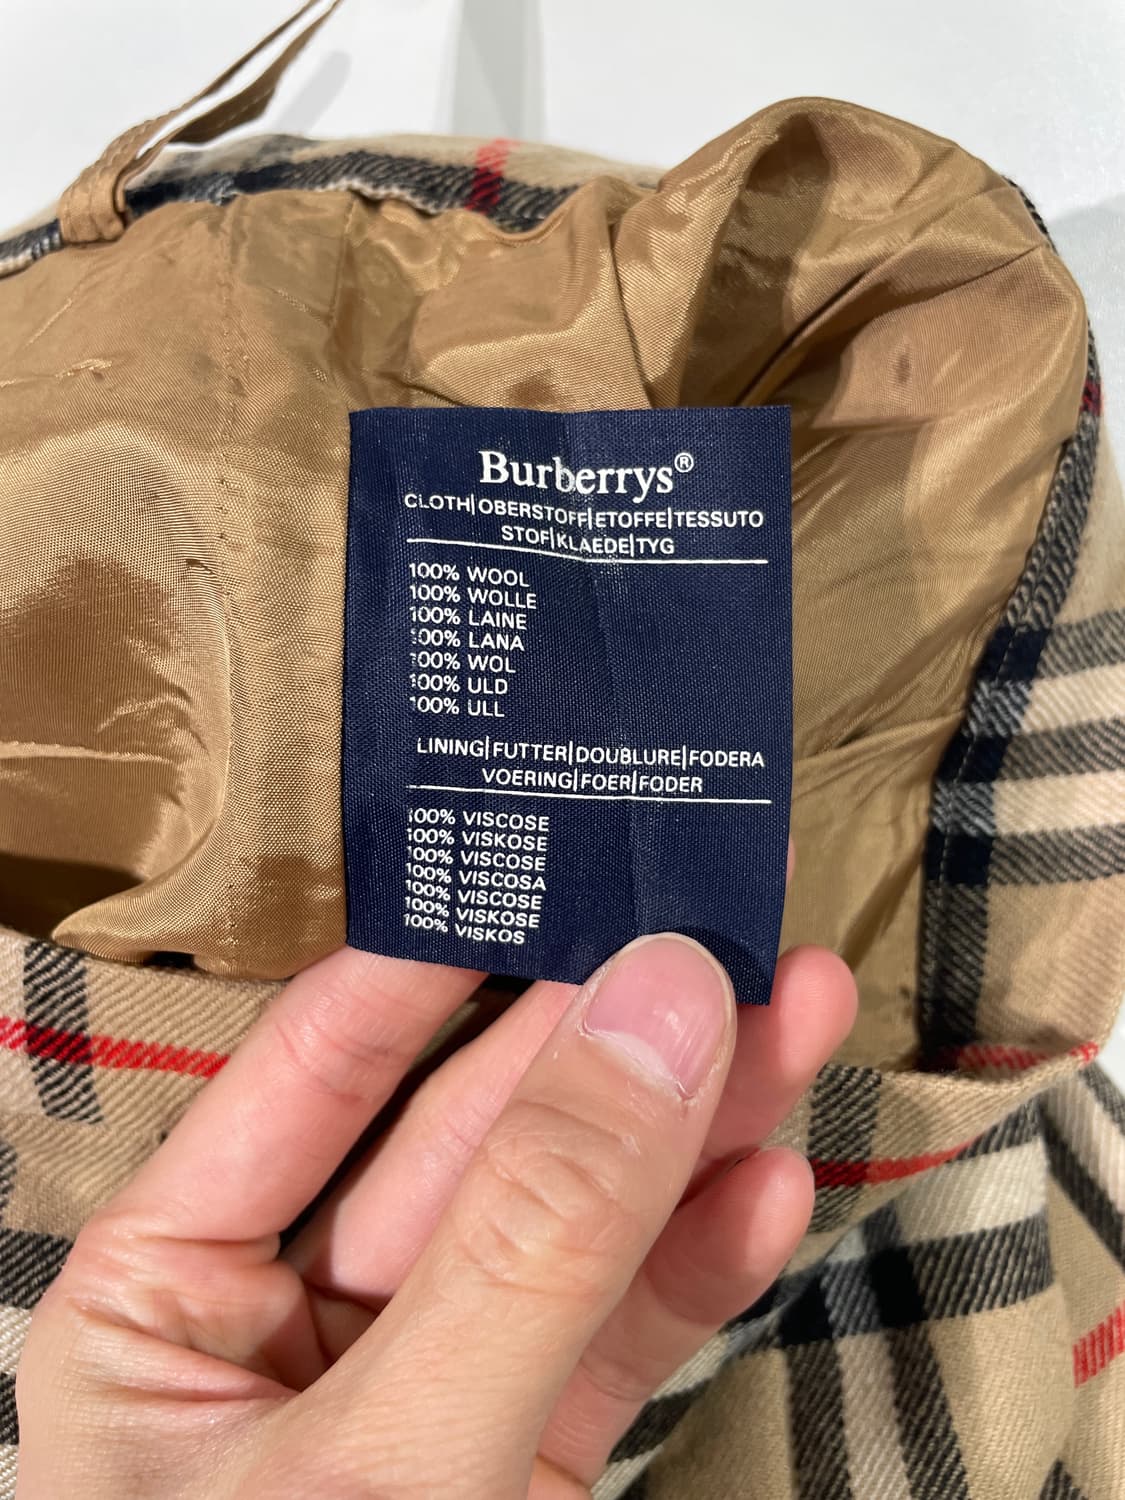 Burberrys®
CLOTH|OBERSTOFF|ETOFFE|TESSUTO
STOF|KLAEDE|TYG
100% WOOL
100% WOLLE
100% LAINE
100% LANA
100% WOL
100% ULD
100% ULL
LINING|FUTTER|DOUBLURE|FODERA
VOERING|FOER|FODER
100% VISCOSE
100% VISKOSE
100% VISCOSE
100% VISCOSA
100% VISCOSE
100% VISKOSE
100% VISKOS